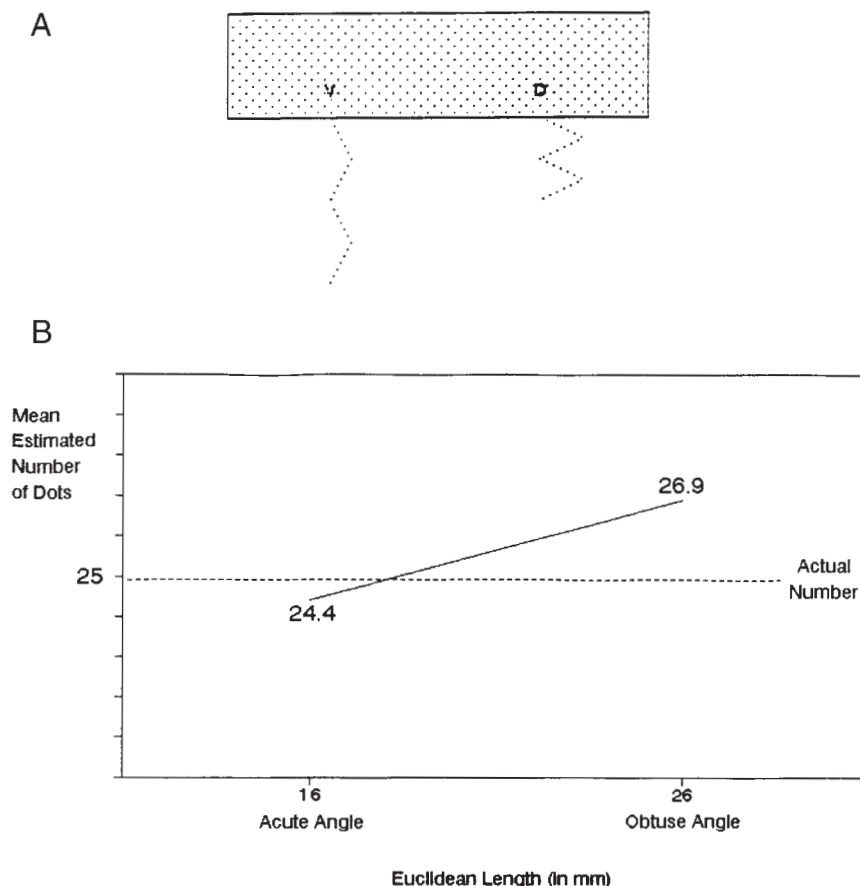 A
V
D
B
Mean
Estimated
Number
of Dots
26.9
25
Actual
Number
24.4
16
26
Acute Angle
Obtuse Angle
Euclidean Length (in mm)